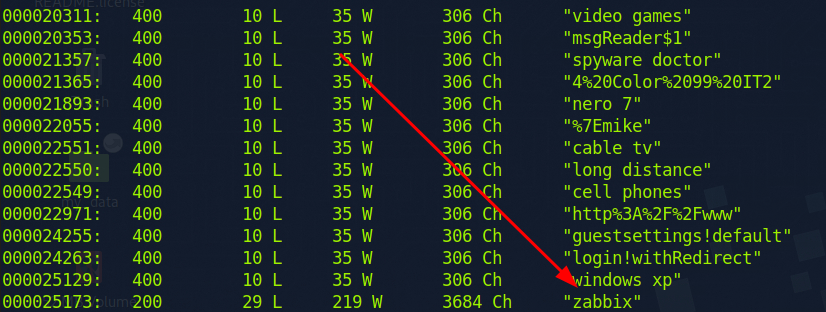 README.license
000020311: 400 10 L 35 W 306 Ch "video games"
000020353: 400 10 L 35 W 306 Ch "msgReader$1"
000021357: 400 10 L 35 W 306 Ch "spyware doctor"
000021365: 400 10 L 35 W 306 Ch "4%20Color%2099%20IT2"
000021893: 400 10 L 35 W 306 Ch "nero 7"
000022055: 400 10 L 35 W 306 Ch "%7Emike"
000022551: 400 10 L 35 W 306 Ch "cable tv"
000022550: 400 10 L 35 W 306 Ch "long distance"
000022549: 400 10 L 35 W 306 Ch "cell phones"
000022971: 400 10 L 35 W 306 Ch "http%3A%2F%2Fwww"
000024255: 400 10 L 35 W 306 Ch "guestsettings!default"
000024263: 400 10 L 35 W 306 Ch "login!withRedirect"
000025129: 400 10 L 35 W 306 Ch "windows xp"
000025173: 200 29 L 219 W 3684 Ch "zabbix"